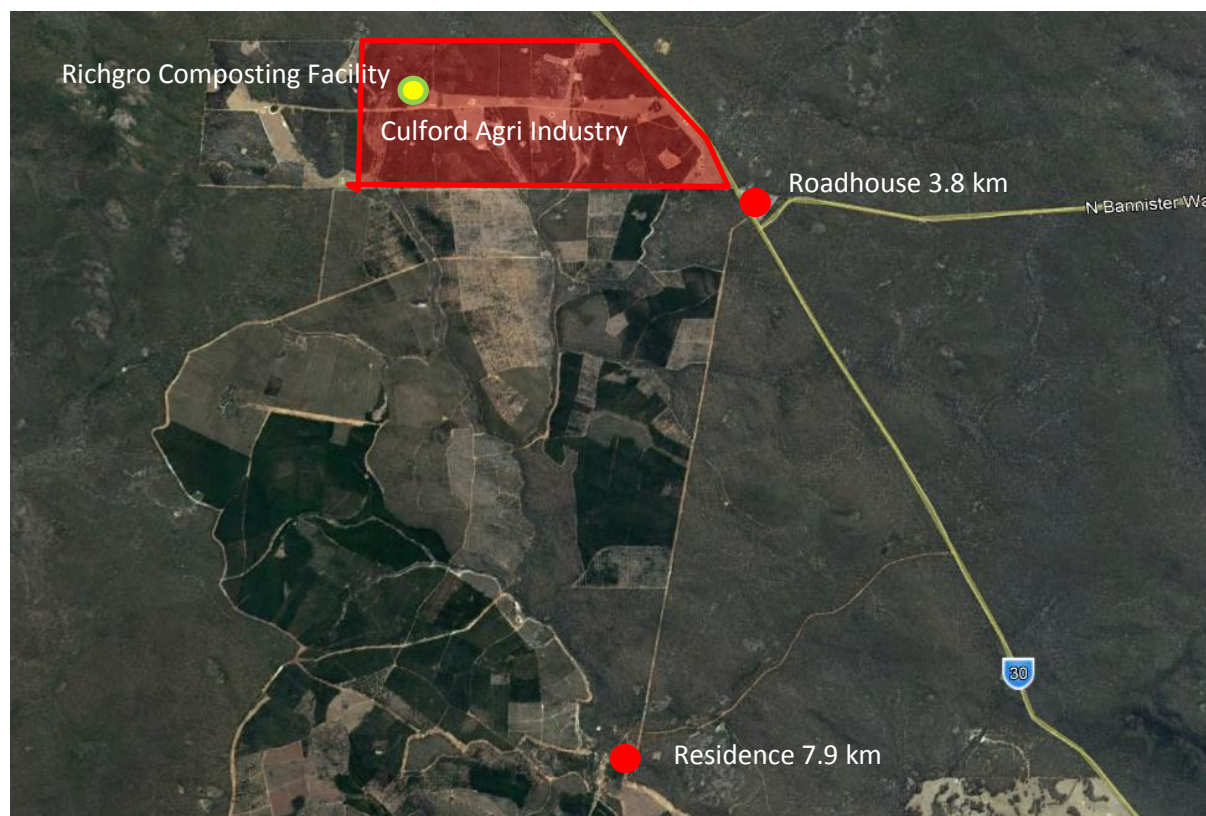 Richgro Composting Facility
Culford Agri Industry
Roadhouse 3.8 km
N Bannister Wa
30
Residence 7.9 km